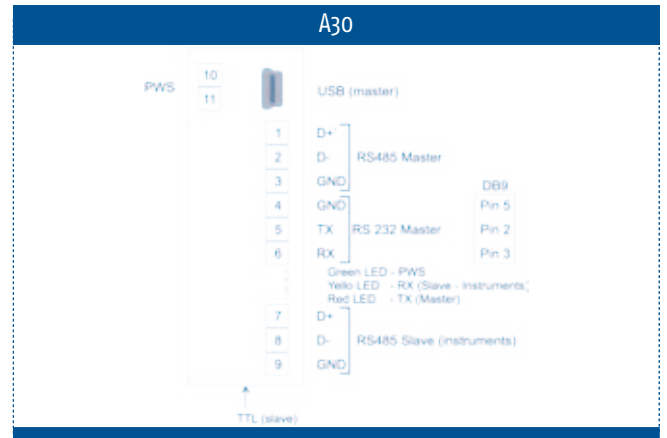 A30
PWS 10
11
USB (master)
1 D+
2 D- RS485 Master
3 GND DB9
4 GND Pin 5
5 TX RS 232 Master Pin 2
6 RX Pin 3
Green LED - PWS
Yello LED - RX (Slave - Instruments)
Red LED - TX (Master)
7 D+
8 D- RS485 Slave (instruments)
9 GND
TTL (slave)